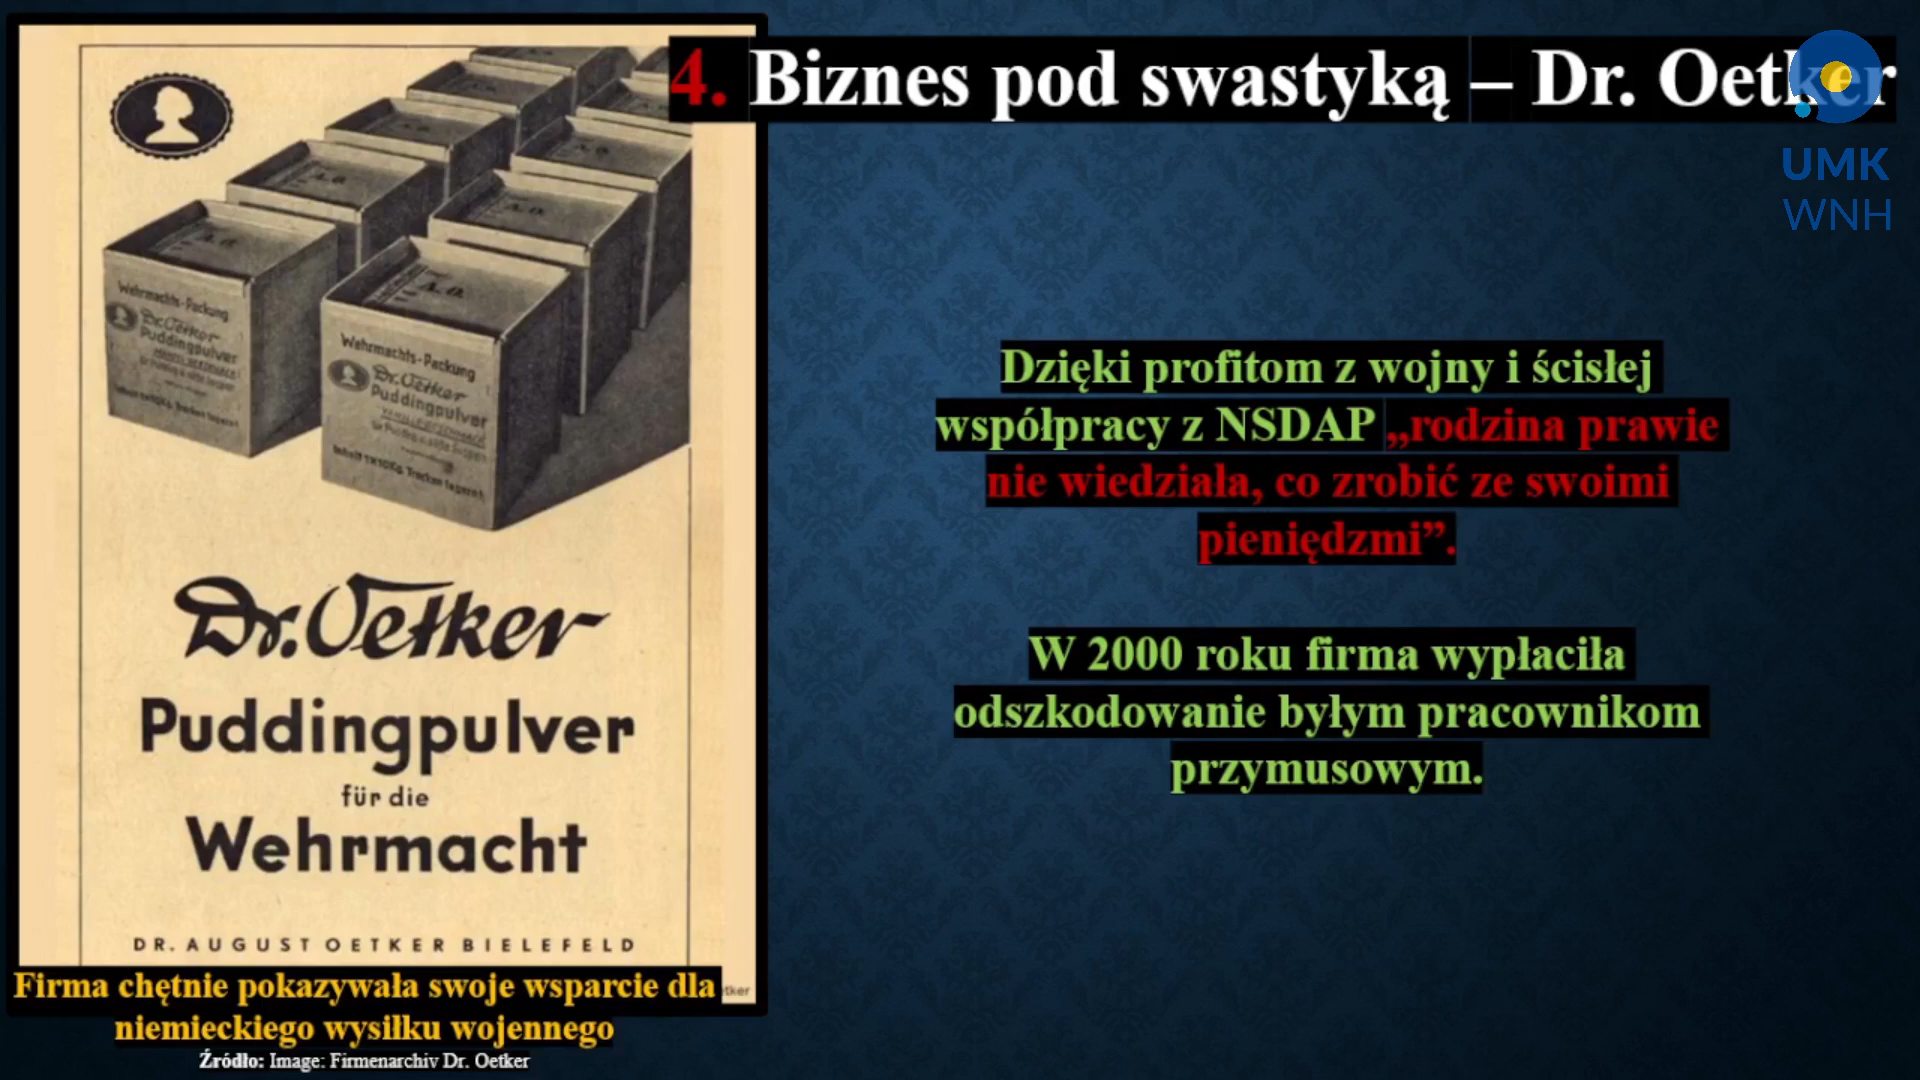 4. Biznes pod swastyką – Dr. Oetker
UMK
WNH
Wehrmachts-Packung
Dr. Oetker
Puddingpulver
Wehrmachts-Packung
Dr. Oetker
Puddingpulver
Dr. Oetker
Puddingpulver
für die
Wehrmacht
DR. AUGUST OETKER BIELEFELD
Firma chętnie pokazywała swoje wsparcie dla
niemieckiego wysiłku wojennego
Źródło: Image: Firmenarchiv Dr. Oetker
Dzięki profitom z wojny i ścisłej
współpracy z NSDAP „rodzina prawie
nie wiedziała, co zrobić ze swoimi
pieniędzmi”.
W 2000 roku firma wypłaciła
odszkodowanie byłym pracownikom
przymusowym.